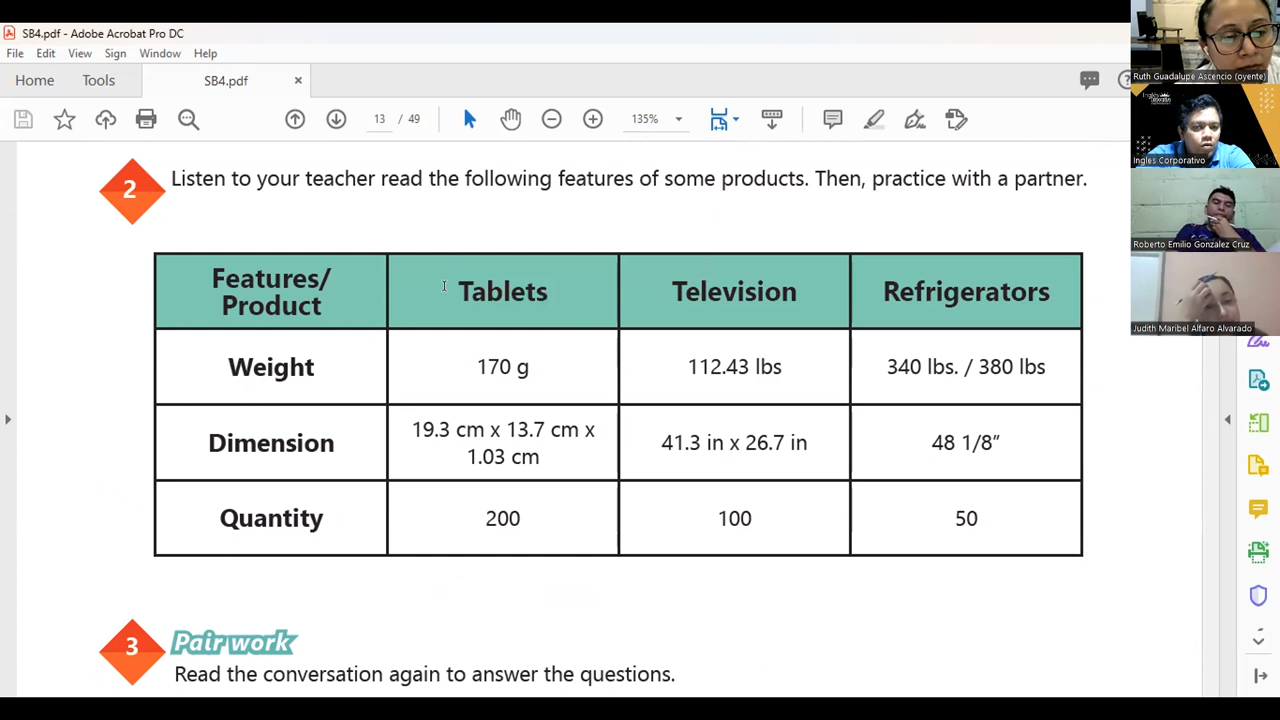 SB4.pdf - Adobe Acrobat Pro DC
File Edit View Sign Window Help
Home Tools SB4.pdf ×
13 / 49 135%
2 Listen to your teacher read the following features of some products. Then, practice with a partner.
Features/
Product
Tablets Television Refrigerators
Weight 170 g 112.43 lbs 340 lbs. / 380 lbs
Dimension
19.3 cm x 13.7 cm x
1.03 cm
41.3 in x 26.7 in 48 1/8”
Quantity 200 100 50
3 Pair work
Read the conversation again to answer the questions.
Ruth Guadalupe Ascencio (oyente)
Ingles Corporativo
Roberto Emilio Gonzalez Cruz
Judith Maribel Alfaro Alvarado